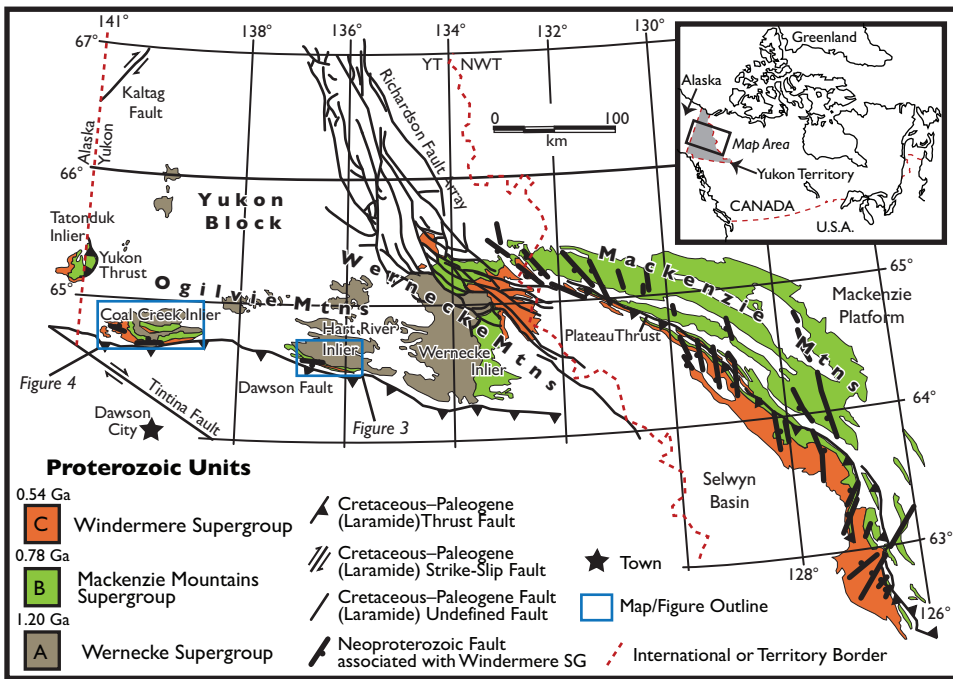 141°
67°
138°
136°
134°
132°
130°
YT
NWT
Kaltag
Fault
Alaska
Yukon
Richardson Fault Array
0
100
km
Greenland
Alaska
Map Area
Yukon Territory
CANADA
U.S.A.
66°
Yukon
Block
Tatonduk
Inlier
Yukon
Thrust
65°
Ogilvie Mtns
Wernecke Mtns
Mackenzie Mtns
65°
Mackenzie
Platform
Coal Creek Inlier
Hart River
Inlier
Wernecke
Inlier
Plateau Thrust
Figure 4
Dawson Fault
Tintina Fault
Dawson
City
Figure 3
64°
Selwyn
Basin
63°
128°
126°
Proterozoic Units
0.54 Ga
C
Windermere Supergroup
0.78 Ga
B
Mackenzie Mountains
Supergroup
1.20 Ga
A
Wernecke Supergroup
Cretaceous–Paleogene
(Laramide) Thrust Fault
Cretaceous–Paleogene
(Laramide) Strike-Slip Fault
Cretaceous–Paleogene Fault
(Laramide) Undefined Fault
Neoproterozoic Fault
associated with Windermere SG
Town
Map/Figure Outline
International or Territory Border